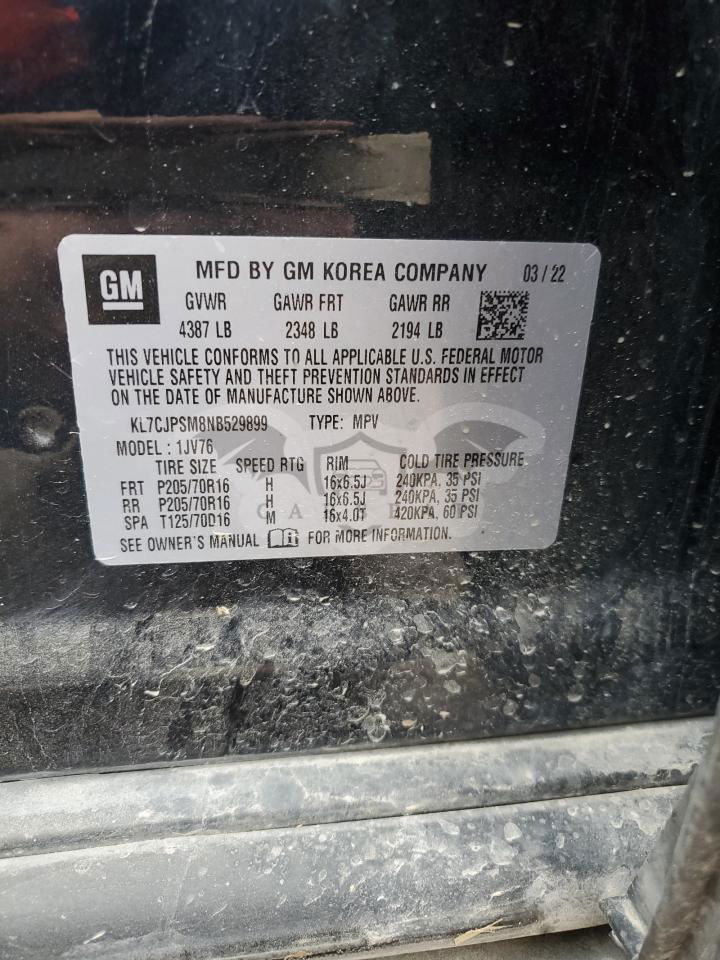 GM
MFD BY GM KOREA COMPANY 03 / 22
GVWR GAWR FRT GAWR RR
4387 LB 2348 LB 2194 LB
THIS VEHICLE CONFORMS TO ALL APPLICABLE U.S. FEDERAL MOTOR
VEHICLE SAFETY AND THEFT PREVENTION STANDARDS IN EFFECT
ON THE DATE OF MANUFACTURE SHOWN ABOVE.
KL7CJPSM8NB529899 TYPE: MPV
MODEL : 1JV76
TIRE SIZE SPEED RTG RIM COLD TIRE PRESSURE
FRT P205/70R16 H 16x6.5J 240KPA, 35 PSI
RR P205/70R16 H 16x6.5J 240KPA, 35 PSI
SPA T125/70D16 M 16x4.0T 420KPA, 60 PSI
SEE OWNER'S MANUAL FOR MORE INFORMATION.